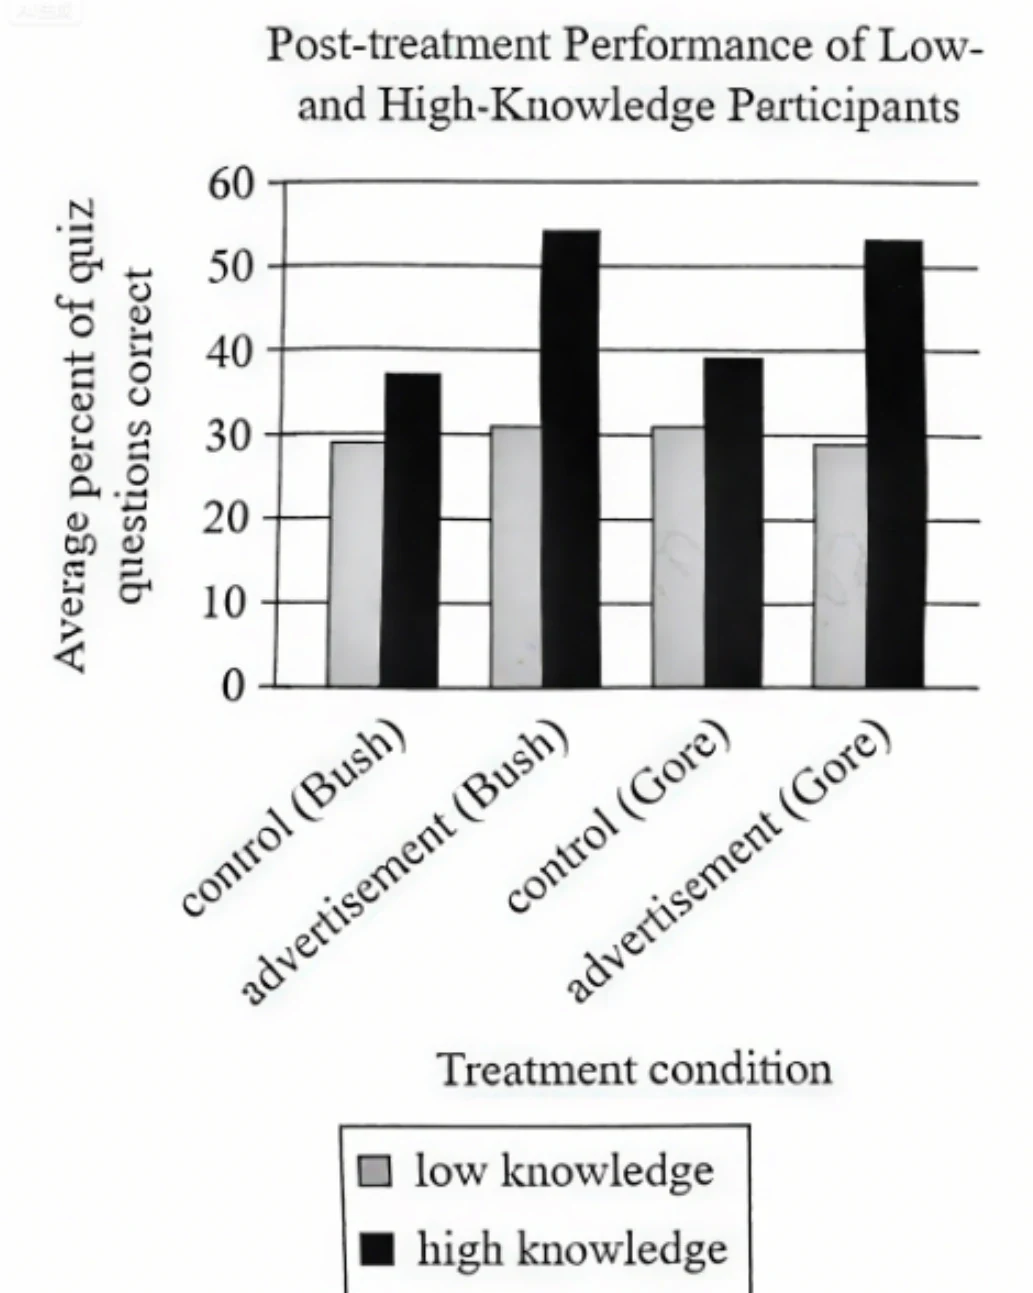 Post-treatment Performance of Low-
and High-Knowledge Participants
Average percent of quiz
questions correct
60
50
40
30
20
10
0
control (Bush)
advertisement (Bush)
control (Gore)
advertisement (Gore)
Treatment condition
low knowledge
high knowledge